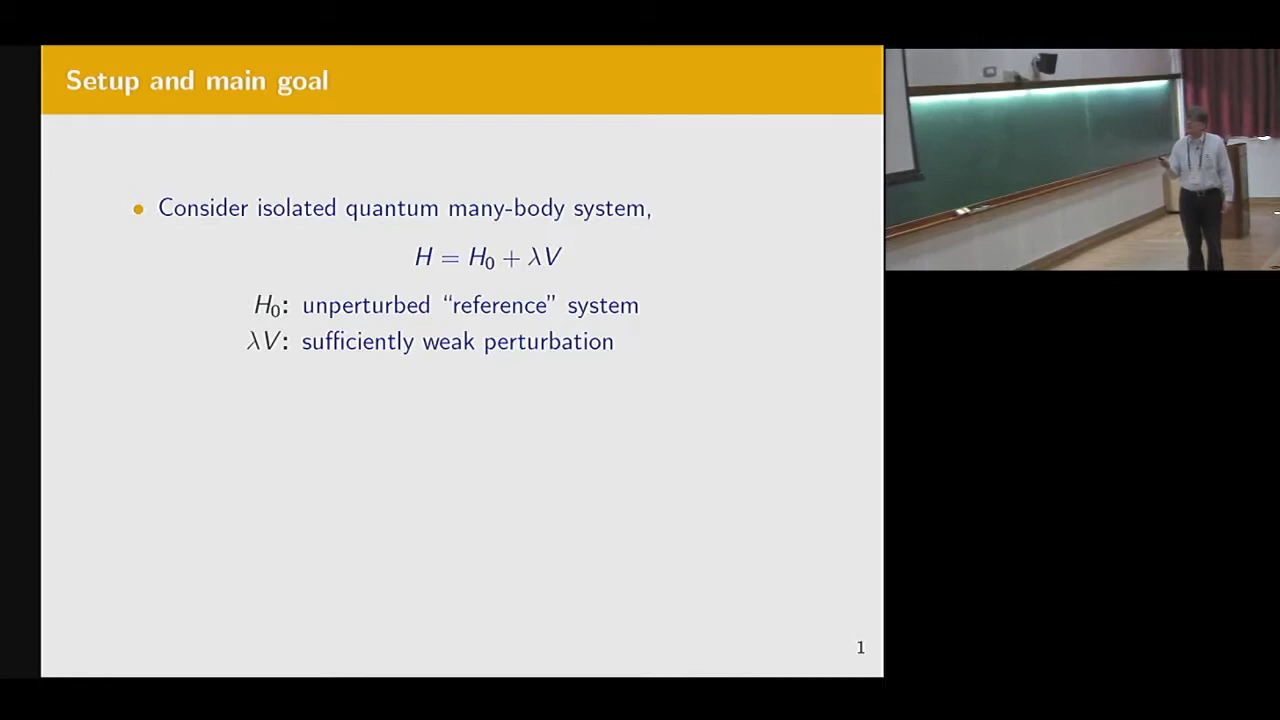 Setup and main goal
• Consider isolated quantum many-body system,
H = H₀ + λV
H₀: unperturbed “reference” system
λV: sufficiently weak perturbation
1